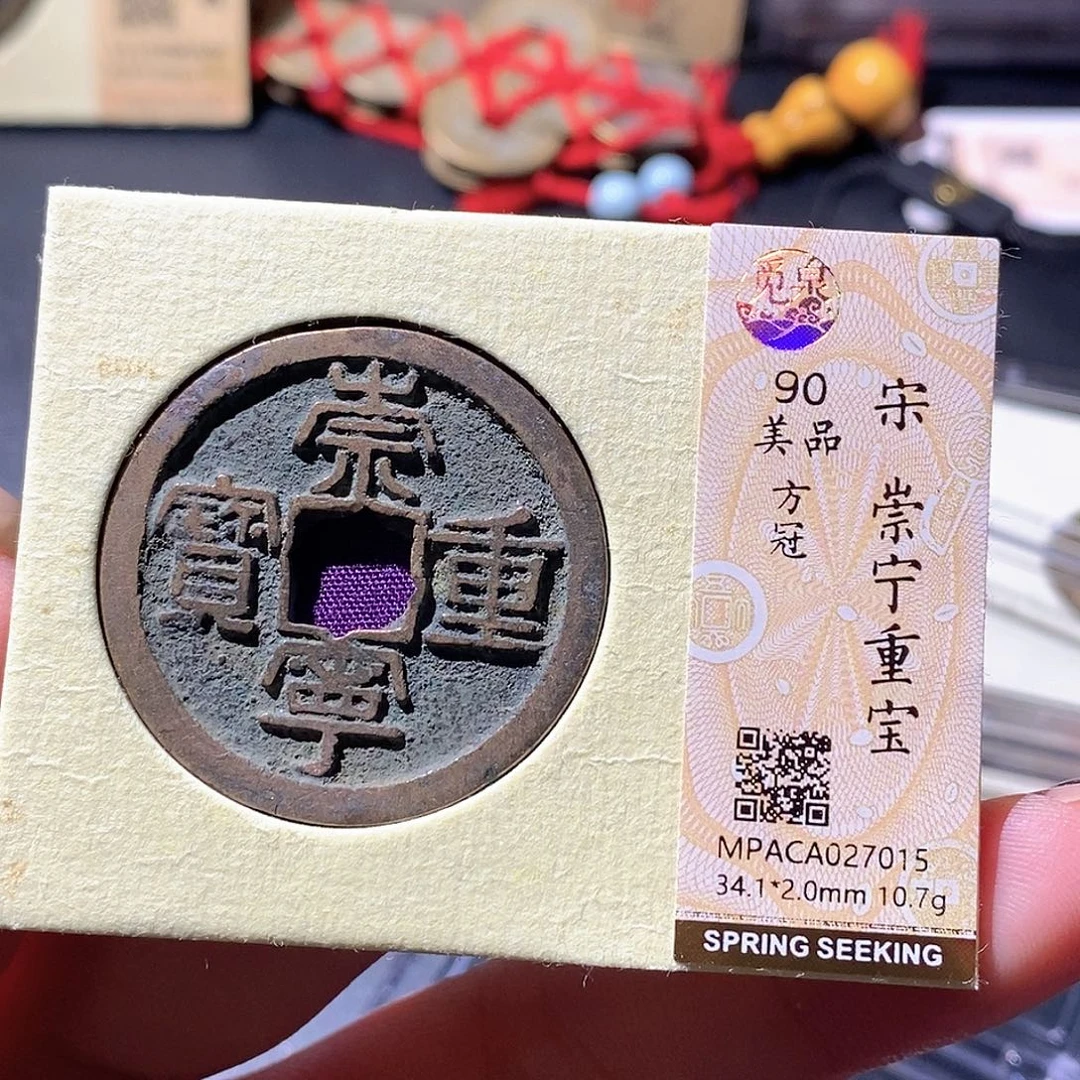 崇
重
寶
寧
觅泉
90
美品
方冠
宋 崇宁重宝
MPACA027015
34.1*2.0mm 10.7g
SPRING SEEKING